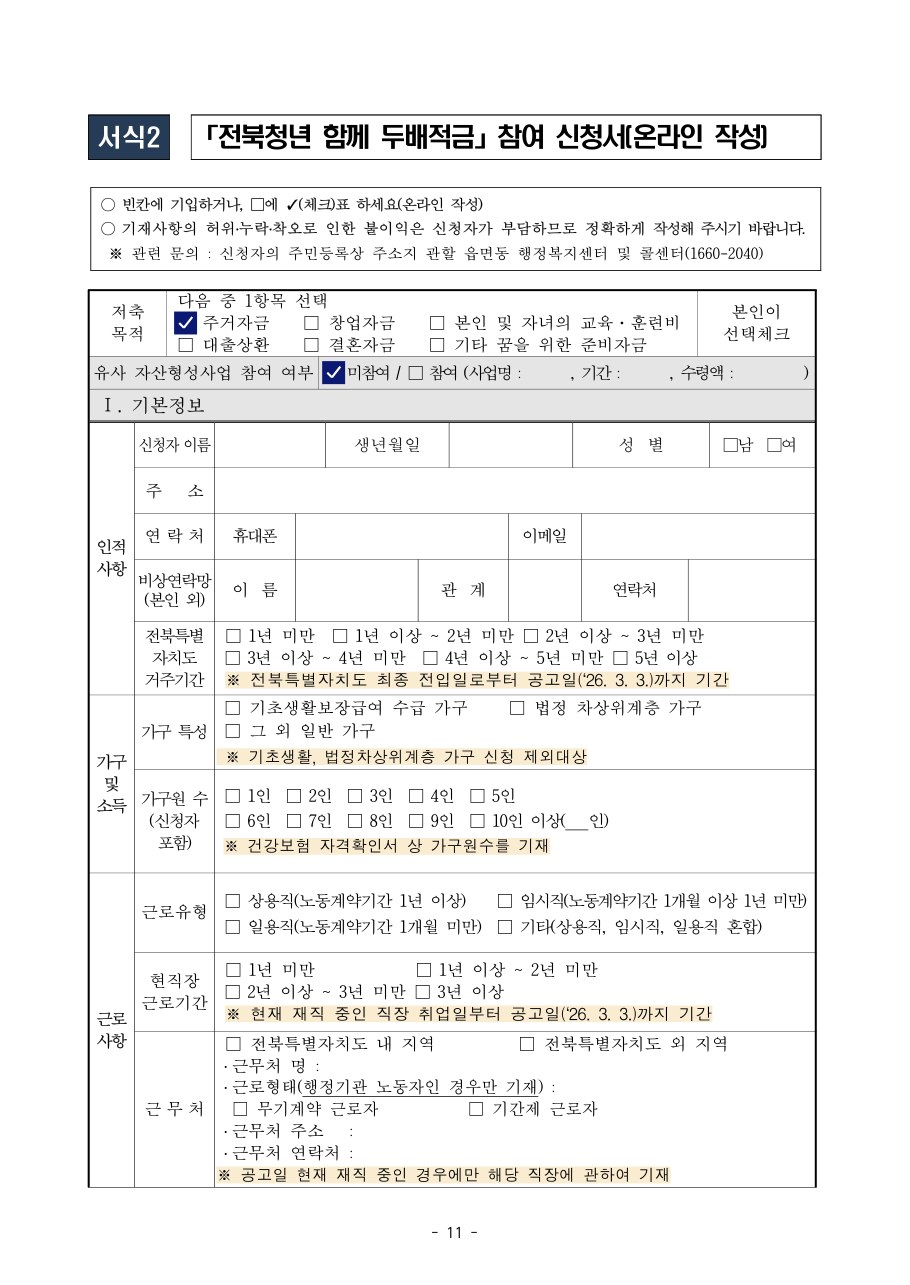 서식2
「전북청년 함께 두배적금」 참여 신청서(온라인 작성)
○ 빈칸에 기입하거나, □에 ✓(체크)표 하세요(온라인 작성)
○ 기재사항의 허위·누락·착오로 인한 불이익은 신청자가 부담하므로 정확하게 작성해 주시기 바랍니다.
※ 관련 문의 : 신청자의 주민등록상 주소지 관할 읍면동 행정복지센터 및 콜센터(1660-2040)
저축
목적
다음 중 1항목 선택
☑ 주거자금 □ 창업자금 □ 본인 및 자녀의 교육·훈련비
□ 대출상환 □ 결혼자금 □ 기타 꿈을 위한 준비자금
본인이
선택체크
유사 자산형성사업 참여 여부 ☑ 미참여 / □ 참여 (사업명 : , 기간 : , 수령액 : )
Ⅰ. 기본정보
인적
사항
신청자 이름 생년월일 성 별 □남 □여
주 소
연 락 처 휴대폰 이메일
비상연락망
(본인 외)
이 름 관 계 연락처
전북특별
자치도
거주기간
□ 1년 미만 □ 1년 이상 ~ 2년 미만 □ 2년 이상 ~ 3년 미만
□ 3년 이상 ~ 4년 미만 □ 4년 이상 ~ 5년 미만 □ 5년 이상
※ 전북특별자치도 최종 전입일로부터 공고일(‘26. 3. 3.)까지 기간
가구
및
소득
가구 특성
□ 기초생활보장급여 수급 가구 □ 법정 차상위계층 가구
□ 그 외 일반 가구
※ 기초생활, 법정차상위계층 가구 신청 제외대상
가구원 수
(신청자
포함)
□ 1인 □ 2인 □ 3인 □ 4인 □ 5인
□ 6인 □ 7인 □ 8인 □ 9인 □ 10인 이상(___인)
※ 건강보험 자격확인서 상 가구원수를 기재
근로
사항
근로유형
□ 상용직(노동계약기간 1년 이상) □ 임시직(노동계약기간 1개월 이상 1년 미만)
□ 일용직(노동계약기간 1개월 미만) □ 기타(상용직, 임시직, 일용직 혼합)
현직장
근로기간
□ 1년 미만 □ 1년 이상 ~ 2년 미만
□ 2년 이상 ~ 3년 미만 □ 3년 이상
※ 현재 재직 중인 직장 취업일부터 공고일(‘26. 3. 3.)까지 기간
근 무 처
□ 전북특별자치도 내 지역 □ 전북특별자치도 외 지역
·근무처 명 :
·근로형태(행정기관 노동자인 경우만 기재) :
□ 무기계약 근로자 □ 기간제 근로자
·근무처 주소 :
·근무처 연락처 :
※ 공고일 현재 재직 중인 경우에만 해당 직장에 관하여 기재
- 11 -